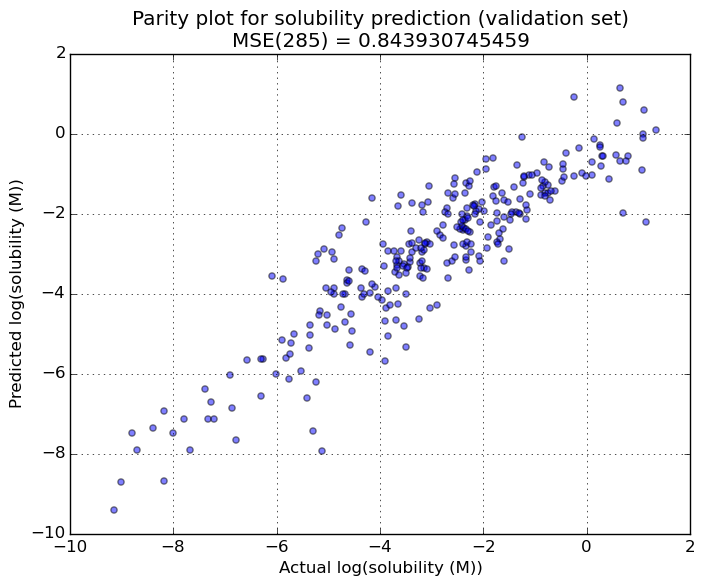 Parity plot for solubility prediction (validation set)
MSE(285) = 0.843930745459
2
0
−2
−4
−6
−8
−10
Predicted log(solubility (M))
−10 −8 −6 −4 −2 0 2
Actual log(solubility (M))